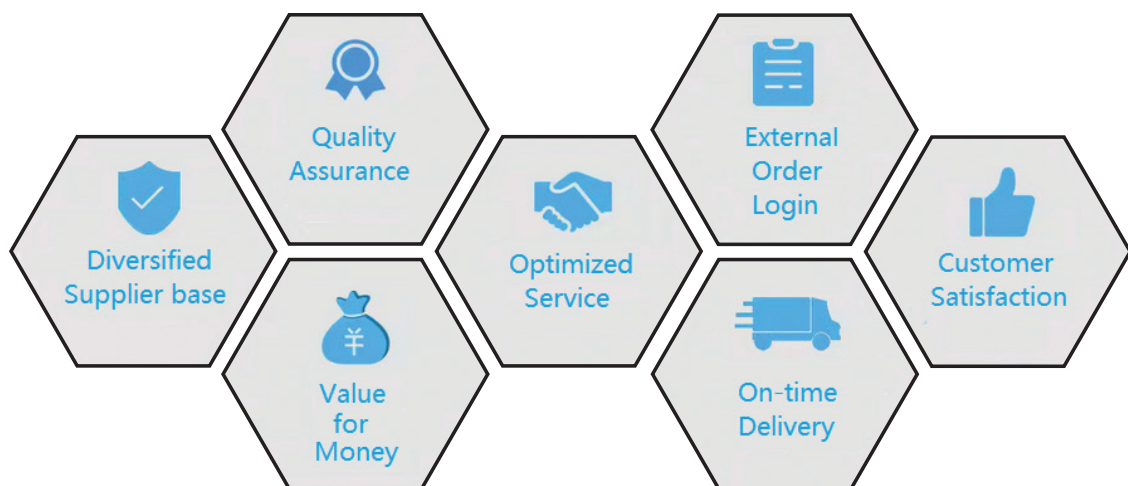 Quality
Assurance
External
Order
Login
Diversified
Supplier base
Optimized
Service
Customer
Satisfaction
¥
Value
for
Money
On-time
Delivery